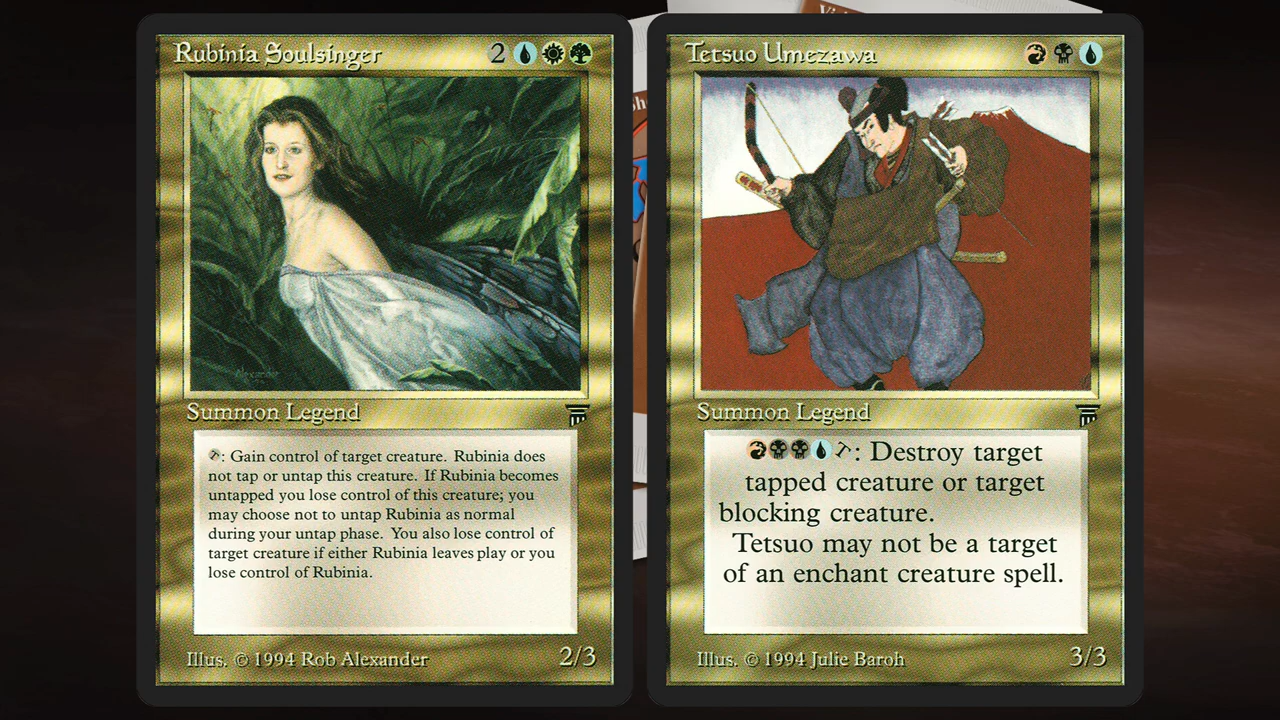 Rubinia Soulsinger
2
Summon Legend
: Gain control of target creature. Rubinia does
not tap or untap this creature. If Rubinia becomes
untapped you lose control of this creature; you
may choose not to untap Rubinia as normal
during your untap phase. You also lose control of
target creature if either Rubinia leaves play or you
lose control of Rubinia.
Illus. © 1994 Rob Alexander
2/3
Tetsuo Umezawa
Summon Legend
: Destroy target
tapped creature or target
blocking creature.
Tetsuo may not be a target
of an enchant creature spell.
Illus. © 1994 Julie Baroh
3/3